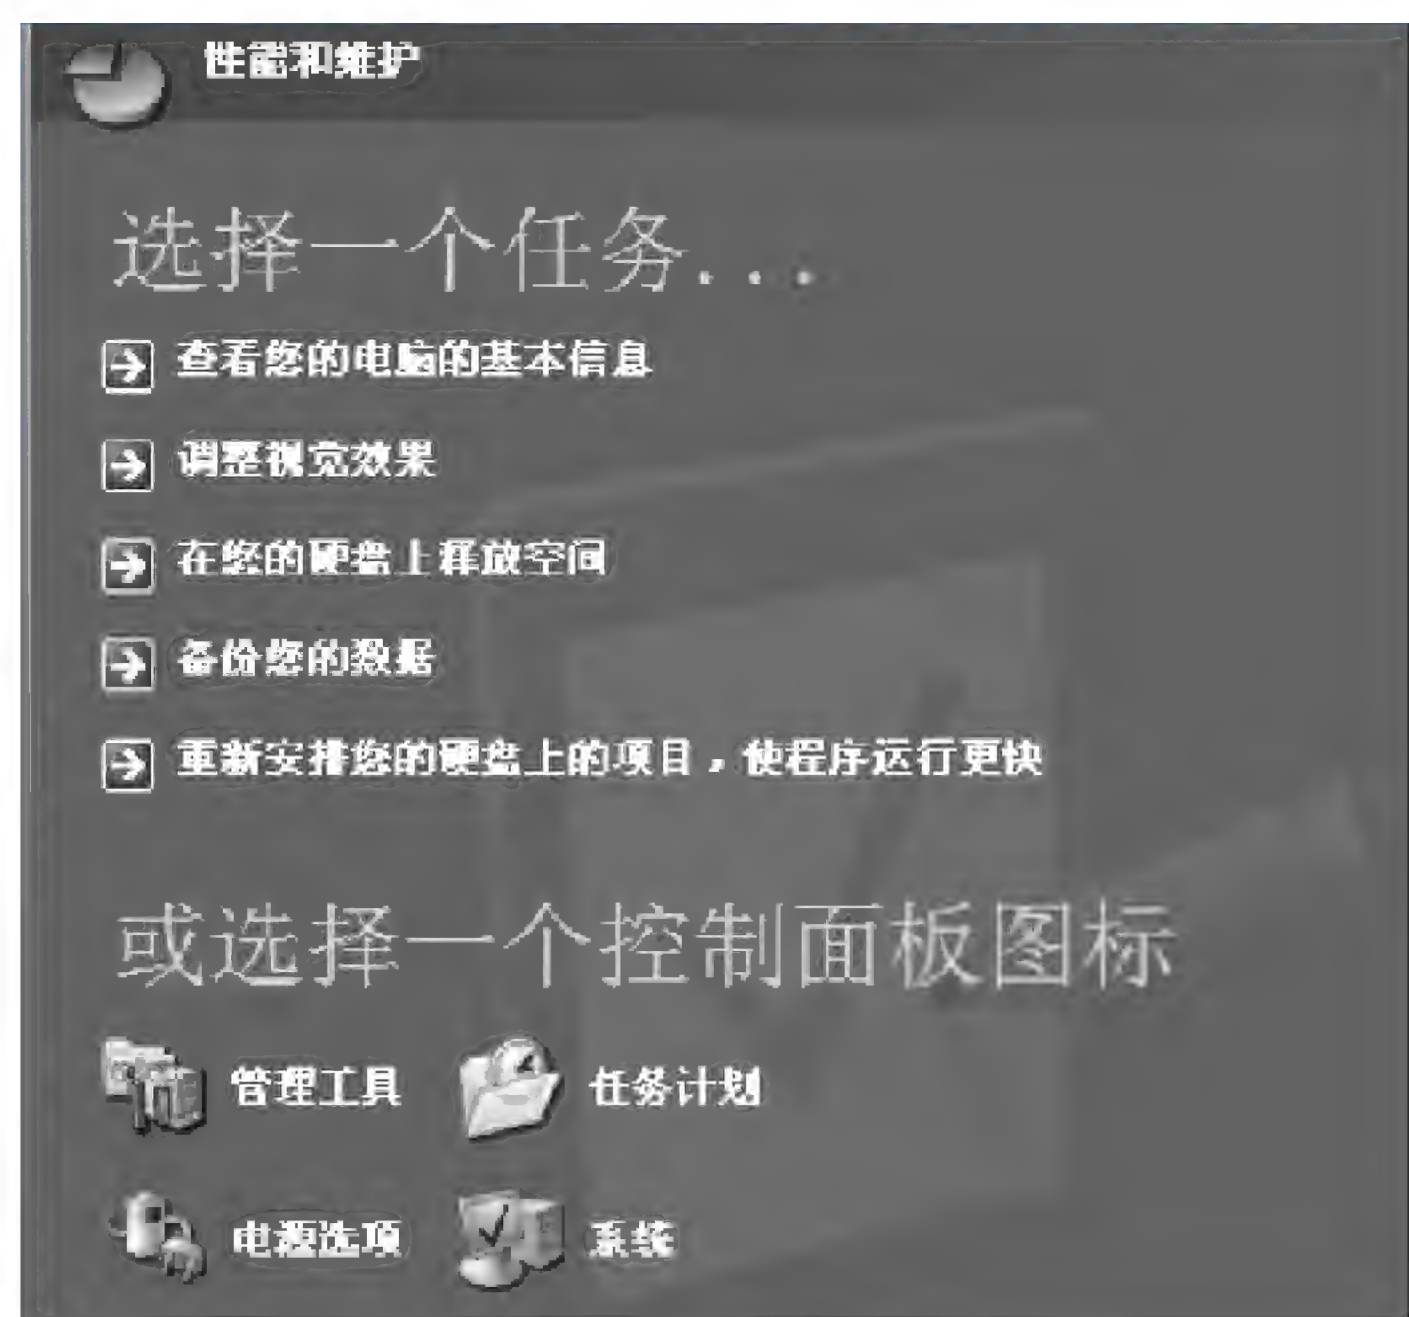 性能和维护
选择一个任务...
查看您的电脑的基本信息
调整视觉效果
在您的硬盘上释放空间
备份您的数据
重新安排您的硬盘上的项目，使程序运行更快
或选择一个控制面板图标
管理工具 任务计划
电源选项 系统